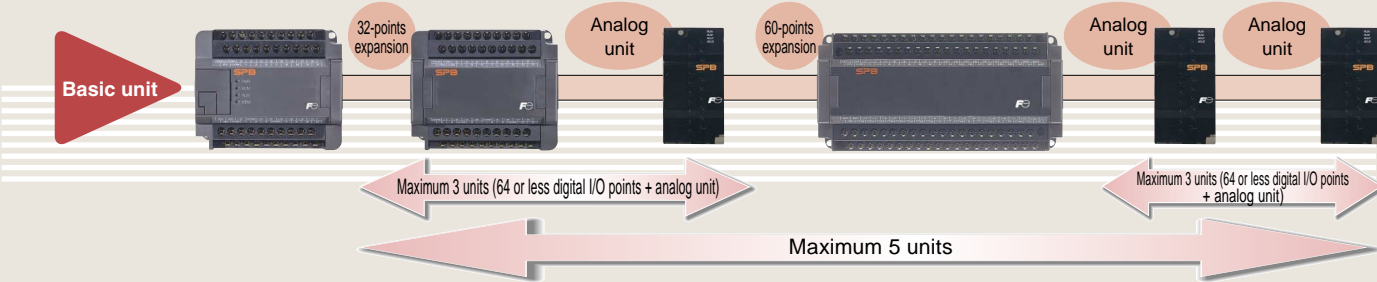 32-points
expansion
Analog
unit
60-points
expansion
Analog
unit
Analog
unit
Basic unit
SPB
SPB
SPB
SPB
SPB
SPB
Maximum 3 units (64 or less digital I/O points + analog unit)
Maximum 3 units (64 or less digital I/O points
+ analog unit)
Maximum 5 units